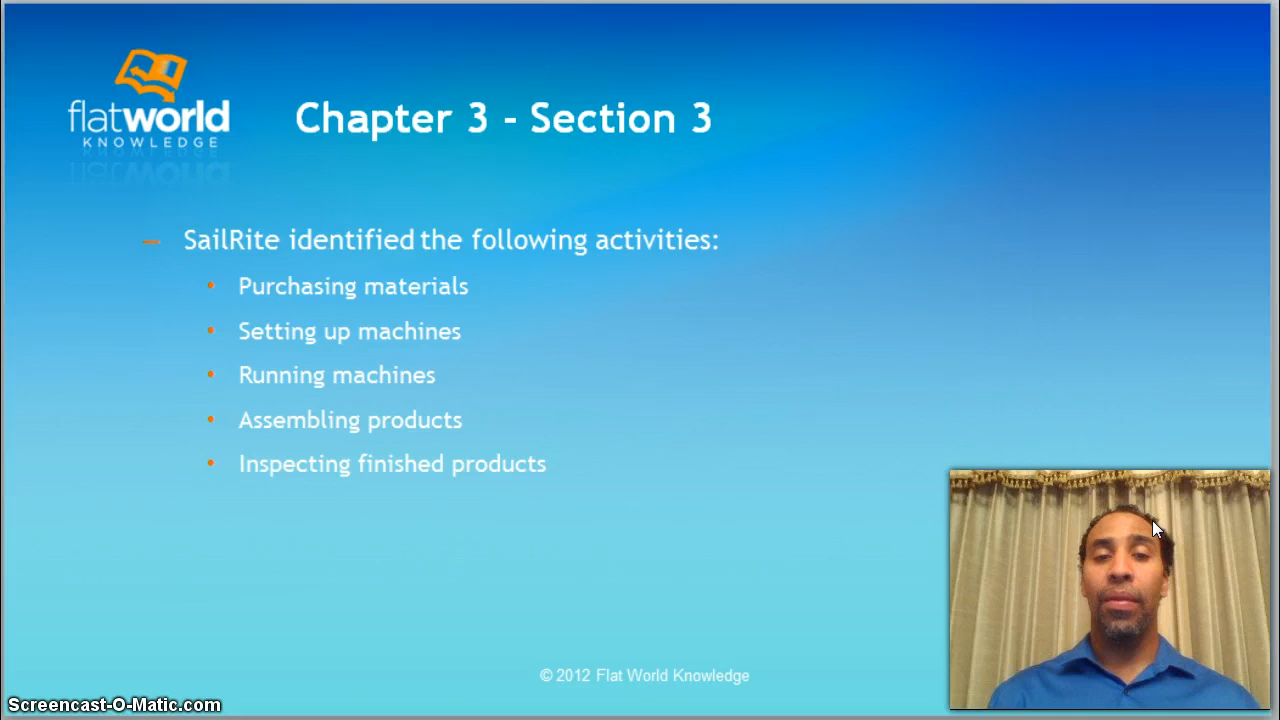 flatworld
KNOWLEDGE
Chapter 3 - Section 3
– SailRite identified the following activities:
• Purchasing materials
• Setting up machines
• Running machines
• Assembling products
• Inspecting finished products
© 2012 Flat World Knowledge
Screencast-O-Matic.com